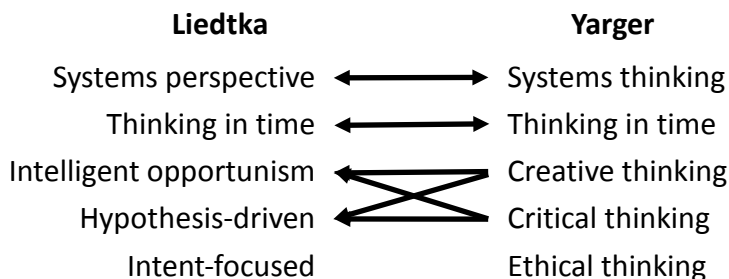 Liedtka Yarger
Systems perspective Systems thinking
Thinking in time Thinking in time
Intelligent opportunism Creative thinking
Hypothesis-driven Critical thinking
Intent-focused Ethical thinking